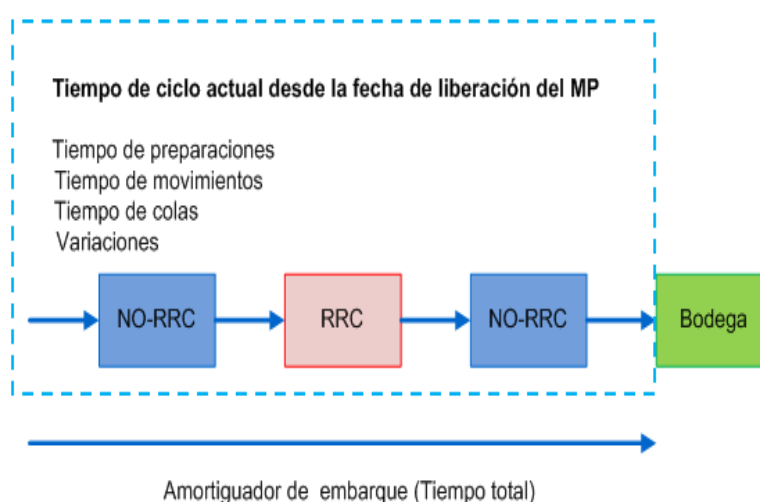 Tiempo de ciclo actual desde la fecha de liberación del MP
Tiempo de preparaciones
Tiempo de movimientos
Tiempo de colas
Variaciones
NO-RRC
RRC
NO-RRC
Bodega
Amortiguador de embarque (Tiempo total)